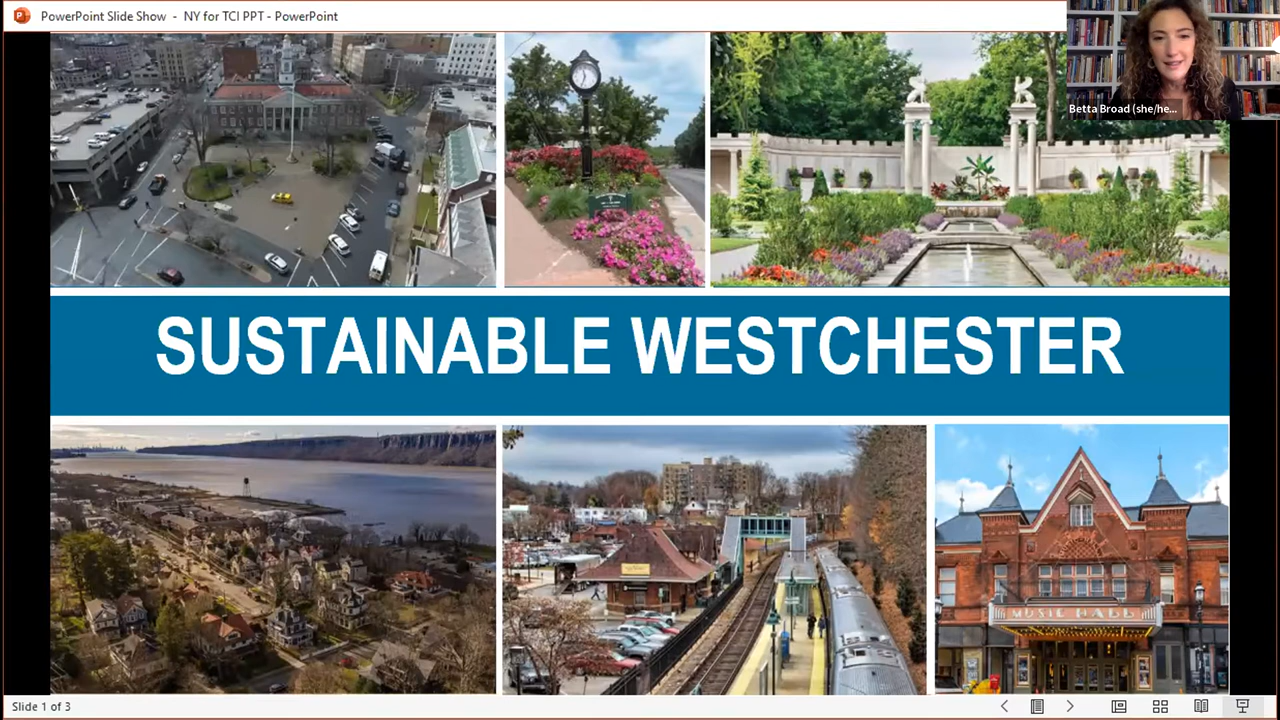 PowerPoint Slide Show - NY for TCI PPT - PowerPoint
Betta Broad (she/he...
SUSTAINABLE WESTCHESTER
MUSIC HALL
Slide 1 of 3